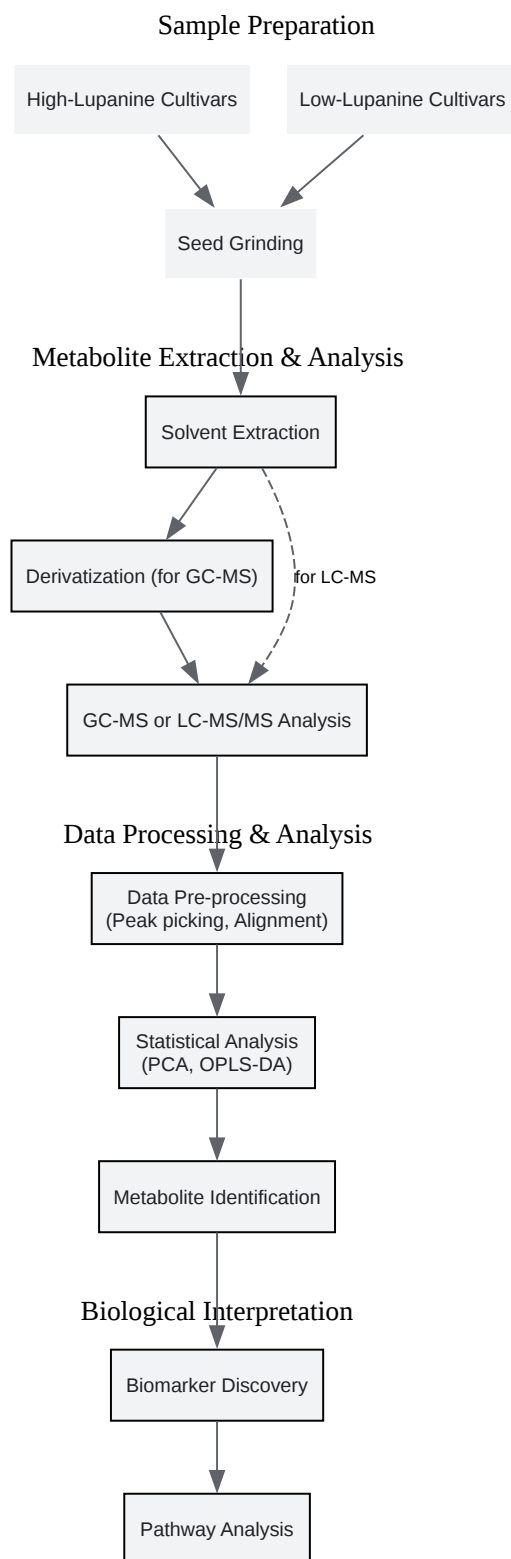 Sample Preparation
High-Lupanine Cultivars
Low-Lupanine Cultivars
Seed Grinding
Metabolite Extraction & Analysis
Solvent Extraction
Derivatization (for GC-MS)
for LC-MS
GC-MS or LC-MS/MS Analysis
Data Processing & Analysis
Data Pre-processing
(Peak picking, Alignment)
Statistical Analysis
(PCA, OPLS-DA)
Metabolite Identification
Biological Interpretation
Biomarker Discovery
Pathway Analysis